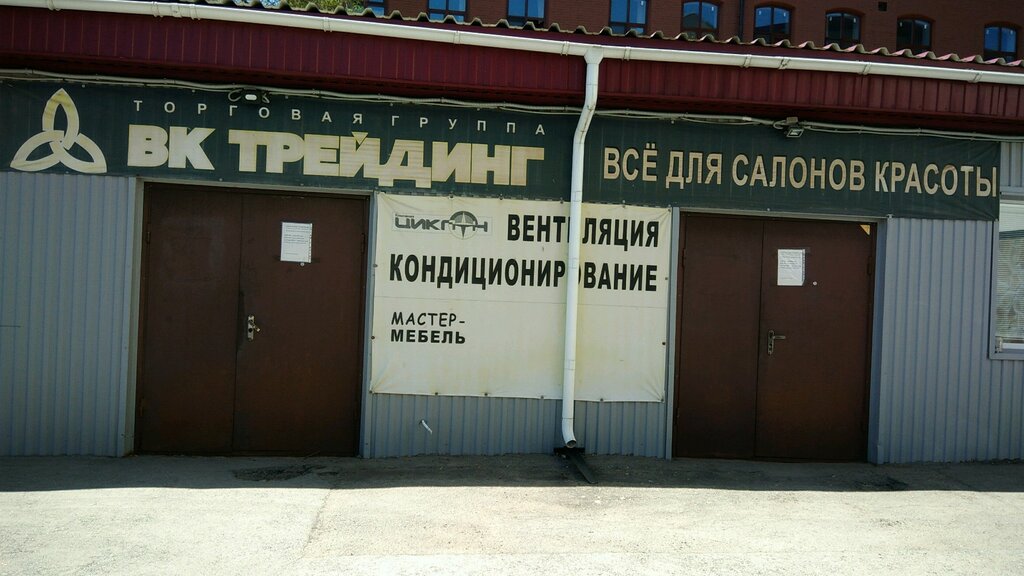 ТОРГОВАЯ ГРУППА
ВК ТРЕЙДИНГ
ВСЁ ДЛЯ САЛОНОВ КРАСОТЫ
ЦИКЛОН
ВЕНТИЛЯЦИЯ
КОНДИЦИОНИРОВАНИЕ
МАСТЕР-
МЕБЕЛЬ